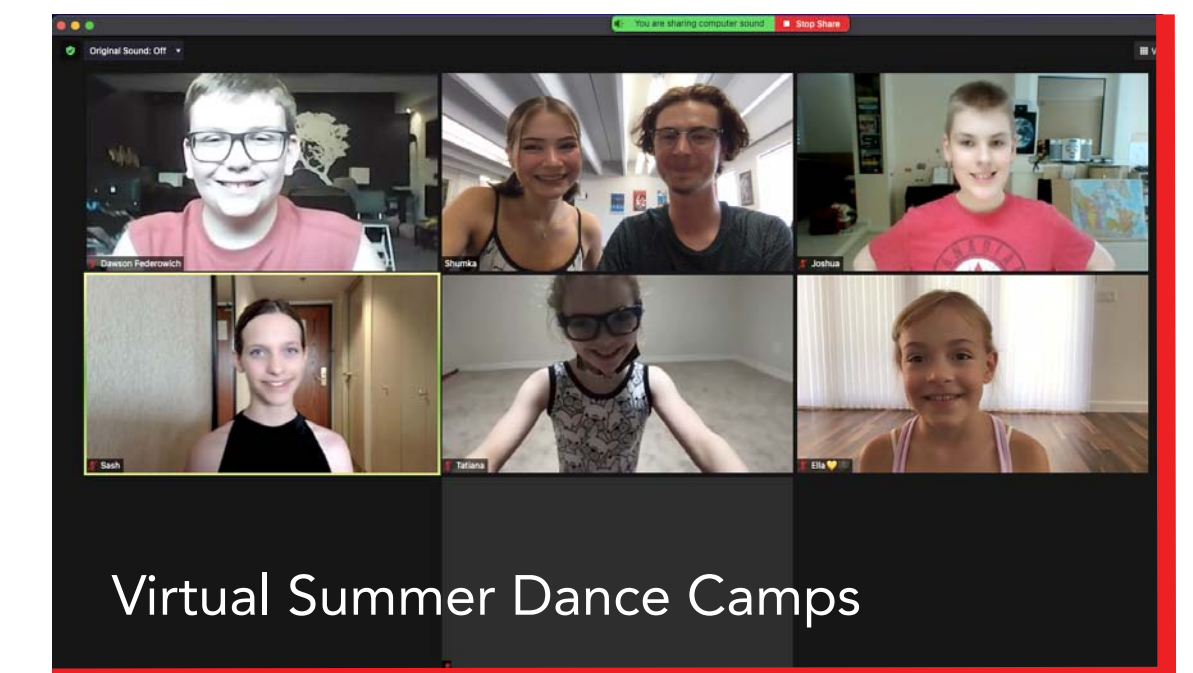 You are sharing computer sound
Stop Share
Original Sound: Off
V
Dawson Federowich
Shumka
Joshua
Sash
Tatiana
Ella💛
Virtual Summer Dance Camps